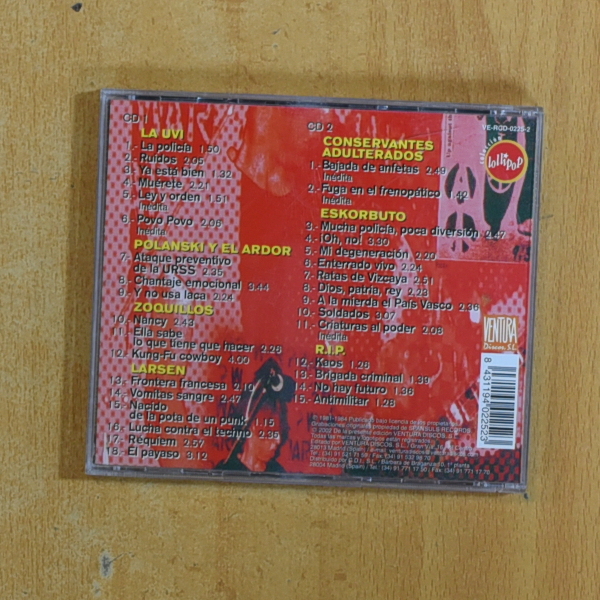 CD 1
LA UVI
1.- La policía 1.50
2.- Ruidos 2.05
3.- Ya está bien 1.32
4.- Muérete 2.21
5.- Ley y orden 1.51
Inédita
6.- Poyo Povo 2.06
Inédita
POLANSKI Y EL ARDOR
7.- Ataque preventivo
de la URSS 2.35
8.- Chantaje emocional 3.44
9.- Y no usa laca 2.24
ZOQUILLOS
10.- Nancy 2.43
11.- Ella sabe
lo que tiene que hacer 2.26
12.- Kung-Fu cowboy 4.00
LARSEN
13.- Frontera francesa 2.10
14.- Vomitas sangre 2.47
15.- Nacido
de la pota de un punk 1.15
16.- Lucha contra el tecnyo 2.36
17.- Requiem 2.57
18.- El payaso 3.12
CD 2
CONSERVANTES
ADULTERADOS
1.- Bajada de anfetas 2.49
Inédita
2.- Fuga en el frenopático 1.42
Inédita
ESKORBUTO
3.- Mucha policía, poca diversión 2.47
4.- ¡Oh, no! 3.30
5.- Mi degeneración 2.20
6.- Enterrado vivo 2.24
7.- Ratas de Vizcaya 2.51
8.- Dios, patria, rey 2.23
9.- A la mierda el País Vasco 2.36
10.- Soldados 3.07
11.- Criaturas al poder 2.08
Inédita
R.I.P.
12.- Kaos 1.26
13.- Brigada criminal 1.39
14.- No hay futuro 1.36
15.- Antimilitar 1.28
VE-RCD-0225-2
lollipop
VENTURA
Discos, S.L.
8 431194 022523
28004 Madrid (Spain)